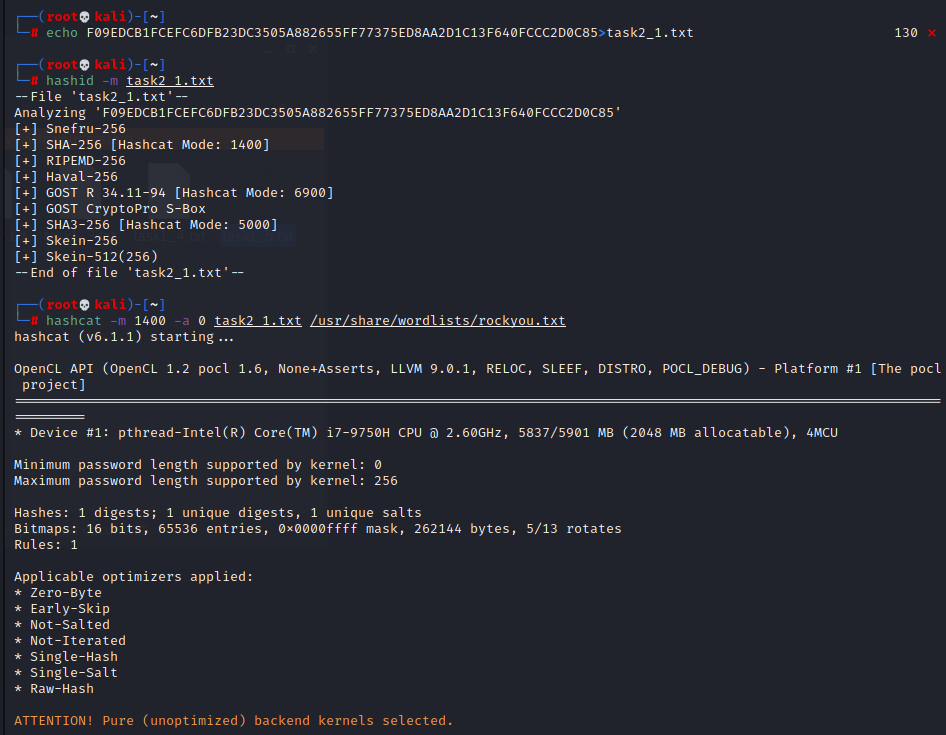 ┌──(root💀kali)-[~]
└─# echo F09EDCB1FCEFC6DFB23DC3505A882655FF77375ED8AA2D1C13F640FCCC2D0C85>task2_1.txt 130 ⨯
┌──(root💀kali)-[~]
└─# hashid -m task2_1.txt
--File 'task2_1.txt'--
Analyzing 'F09EDCB1FCEFC6DFB23DC3505A882655FF77375ED8AA2D1C13F640FCCC2D0C85'
[+] Snefru-256
[+] SHA-256 [Hashcat Mode: 1400]
[+] RIPEMD-256
[+] Haval-256
[+] GOST R 34.11-94 [Hashcat Mode: 6900]
[+] GOST CryptoPro S-Box
[+] SHA3-256 [Hashcat Mode: 5000]
[+] Skein-256
[+] Skein-512(256)
--End of file 'task2_1.txt'--
┌──(root💀kali)-[~]
└─# hashcat -m 1400 -a 0 task2_1.txt /usr/share/wordlists/rockyou.txt
hashcat (v6.1.1) starting...
OpenCL API (OpenCL 1.2 pocl 1.6, None+Asserts, LLVM 9.0.1, RELOC, SLEEF, DISTRO, POCL_DEBUG) - Platform #1 [The pocl
project]
* Device #1: pthread-Intel(R) Core(TM) i7-9750H CPU @ 2.60GHz, 5837/5901 MB (2048 MB allocatable), 4MCU
Minimum password length supported by kernel: 0
Maximum password length supported by kernel: 256
Hashes: 1 digests; 1 unique digests, 1 unique salts
Bitmaps: 16 bits, 65536 entries, 0x0000ffff mask, 262144 bytes, 5/13 rotates
Rules: 1
Applicable optimizers applied:
* Zero-Byte
* Early-Skip
* Not-Salted
* Not-Iterated
* Single-Hash
* Single-Salt
* Raw-Hash
ATTENTION! Pure (unoptimized) backend kernels selected.